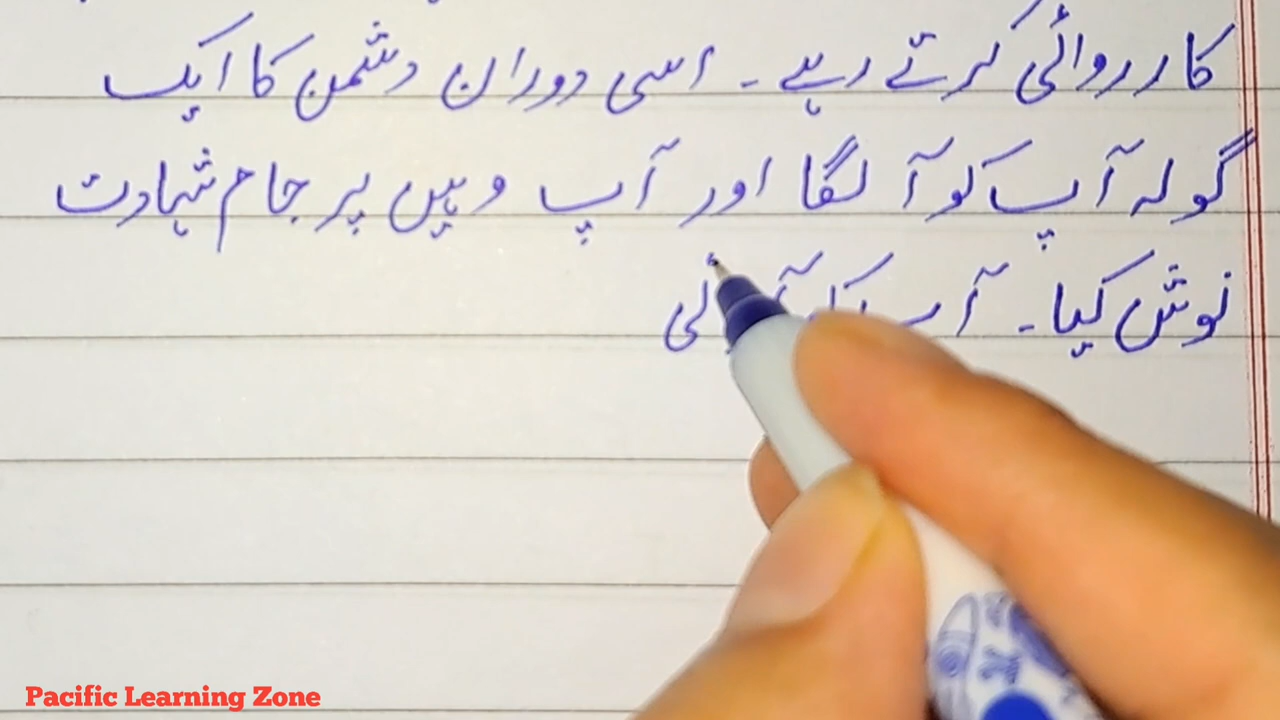 کارروائی کرتے رہے۔ اسی دوران دشمن کا ایک
گولہ آپ کو آ لگا اور آپ وہیں پر جام شہادت
نوش کیا۔ آپ
Pacific Learning Zone